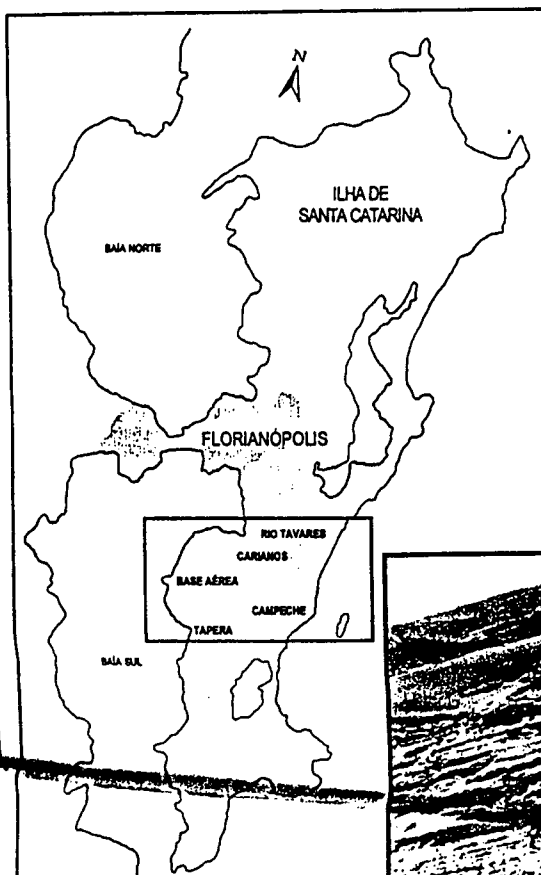 N
ILHA DE
SANTA CATARINA
BAÍA NORTE
FLORIANÓPOLIS
RIO TAVARES
CARIANOS
BASE AÉREA
CAMPECHE
TAPERA
BAÍA SUL